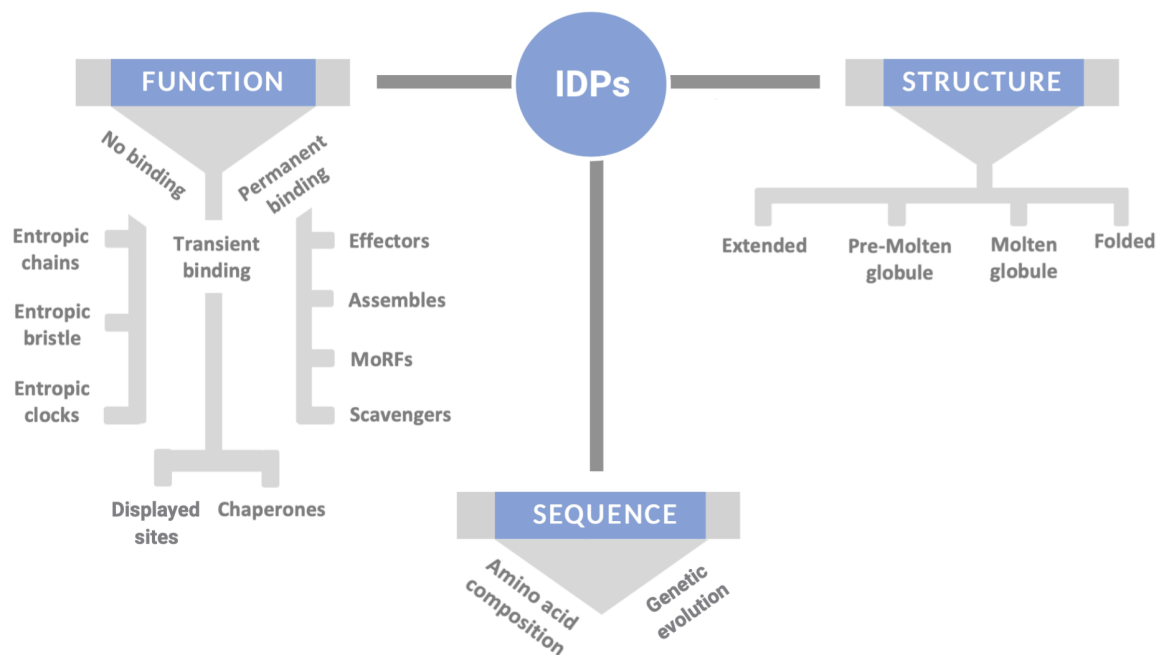 IDPs
FUNCTION
No binding
Permanent
binding
Transient
binding
Entropic
chains
Entropic
bristle
Entropic
clocks
Effectors
Assembles
MoRFs
Scavengers
Displayed
sites
Chaperones
STRUCTURE
Extended
Pre-Molten
globule
Molten
globule
Folded
SEQUENCE
Amino acid
composition
Genetic
evolution